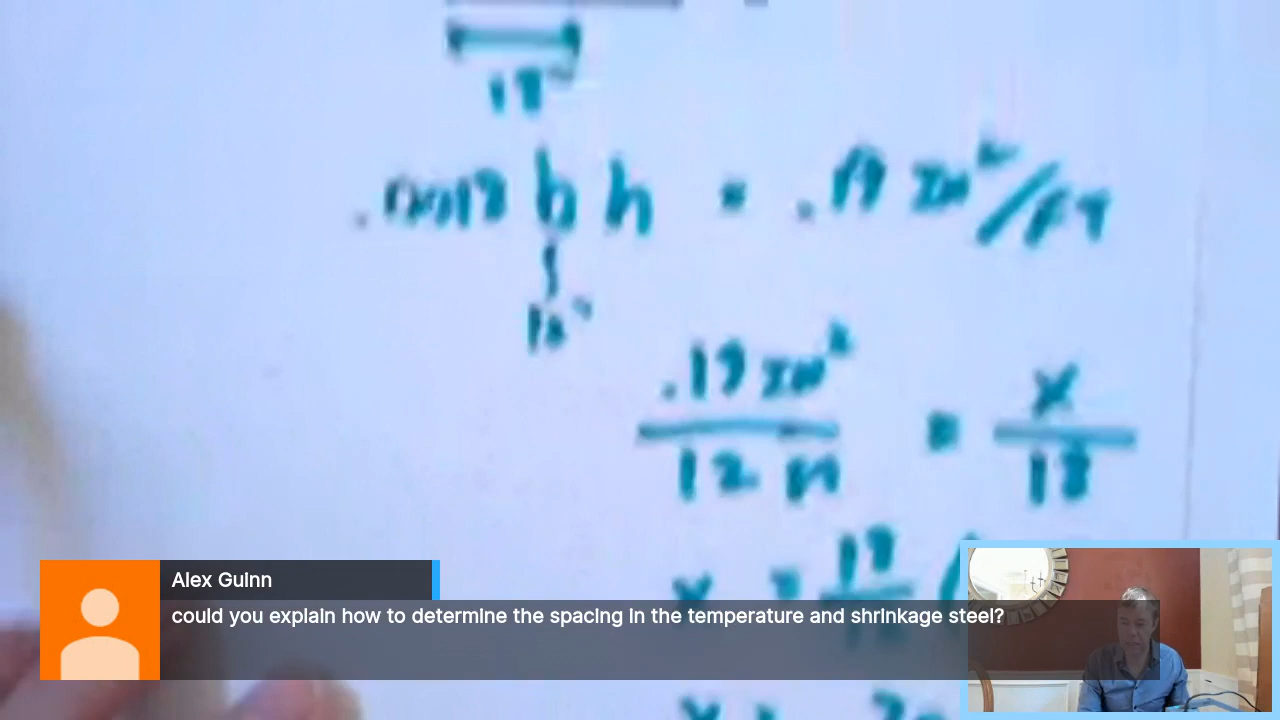 18"
.0018 b h = .19 IN²/FT
12"
.19 IN² = X
12 IN 18
X =
Alex Guinn
could you explain how to determine the spacing in the temperature and shrinkage steel?